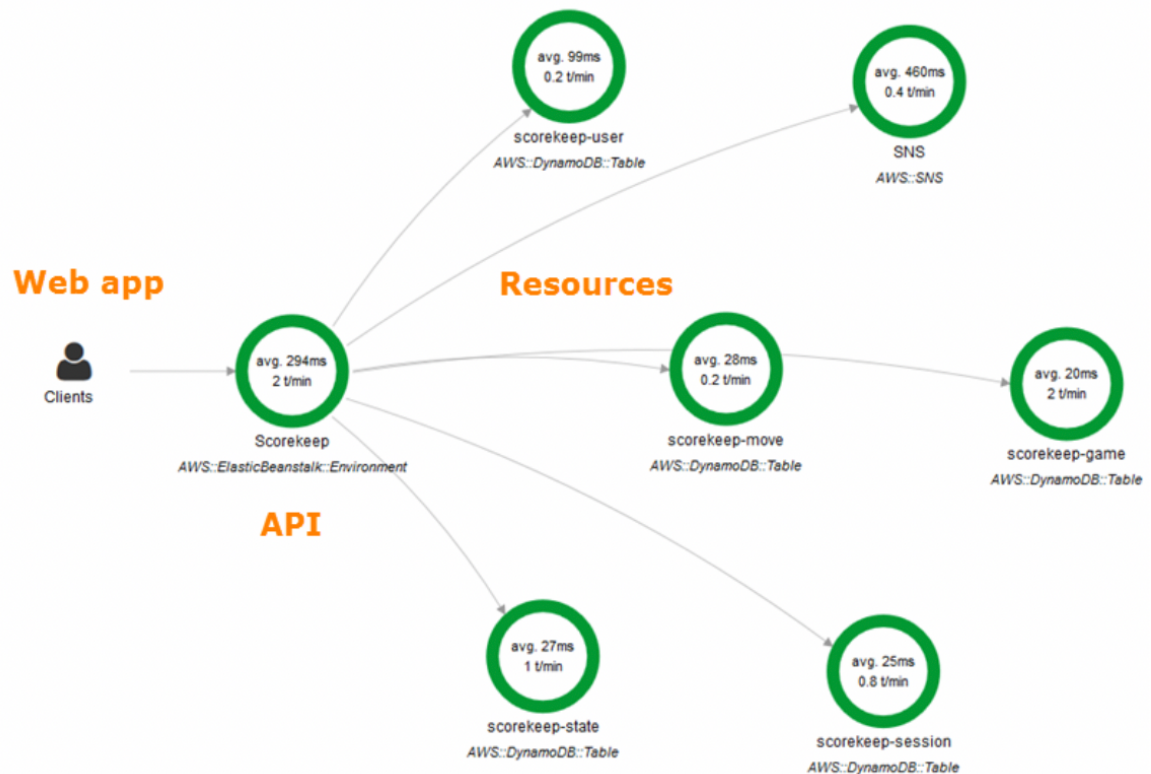 avg. 99ms
0.2 t/min
scorekeep-user
AWS::DynamoDB::Table
avg. 460ms
0.4 t/min
SNS
AWS::SNS
Web app
Resources
Clients
avg. 294ms
2 t/min
Scorekeep
AWS::ElasticBeanstalk::Environment
avg. 28ms
0.2 t/min
scorekeep-move
AWS::DynamoDB::Table
avg. 20ms
2 t/min
scorekeep-game
AWS::DynamoDB::Table
API
avg. 27ms
1 t/min
scorekeep-state
AWS::DynamoDB::Table
avg. 25ms
0.8 t/min
scorekeep-session
AWS::DynamoDB::Table